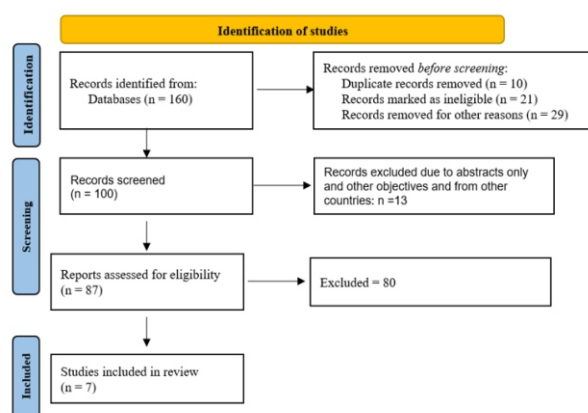 Identification of studies
Identification
Records identified from:
Databases (n = 160)
Records removed before screening:
Duplicate records removed (n = 10)
Records marked as ineligible (n = 21)
Records removed for other reasons (n = 29)
Screening
Records screened
(n = 100)
Records excluded due to abstracts only
and other objectives and from other
countries: n =13
Reports assessed for eligibility
(n = 87)
Excluded = 80
Included
Studies included in review
(n = 7)